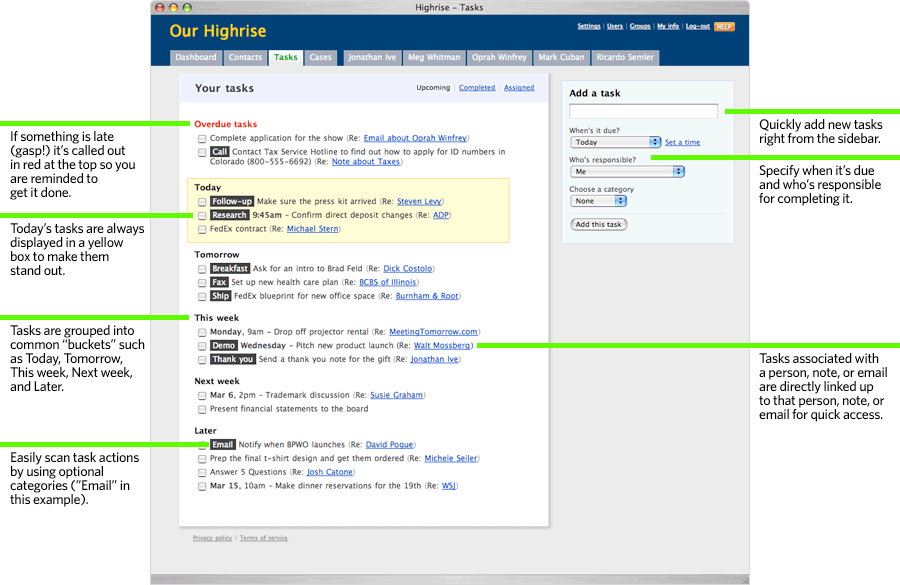 Highrise – Tasks
Our Highrise
Settings | Users | Groups | My info | Log-out HELP
Dashboard Contacts Tasks Cases Jonathan Ive Meg Whitman Oprah Winfrey Mark Cuban Ricardo Semler
Your tasks
Upcoming | Completed | Assigned
Overdue tasks
Complete application for the show (Re: Email about Oprah Winfrey)
Call Contact Tax Service Hotline to find out how to apply for ID numbers in
Colorado (800-555-6692) (Re: Note about Taxes)
Today
Follow-up Make sure the press kit arrived (Re: Steven Levy)
Research 9:45am – Confirm direct deposit changes (Re: ADP)
FedEx contract (Re: Michael Stern)
Tomorrow
Breakfast Ask for an intro to Brad Feld (Re: Dick Costolo)
Fax Set up new health care plan (Re: BCBS of Illinois)
Ship FedEx blueprint for new office space (Re: Burnham & Root)
This week
Monday, 9am – Drop off projector rental (Re: MeetingTomorrow.com)
Demo Wednesday – Pitch new product launch (Re: Walt Mossberg)
Thank you Send a thank you note for the gift (Re: Jonathan Ive)
Next week
Mar 6, 2pm – Trademark discussion (Re: Susie Graham)
Present financial statements to the board
Later
Email Notify when BPWO launches (Re: David Pogue)
Prep the final t-shirt design and get them ordered (Re: Michele Seiler)
Answer 5 Questions (Re: Josh Catone)
Mar 15, 10am – Make dinner reservations for the 19th (Re: WSJ)
Privacy policy | Terms of service
Add a task
When's it due?
Today Set a time
Who's responsible?
Me
Choose a category
None
Add this task
If something is late
(gasp!) it’s called out
in red at the top so you
are reminded to
get it done.
Today’s tasks are always
displayed in a yellow
box to make them
stand out.
Tasks are grouped into
common “buckets” such
as Today, Tomorrow,
This week, Next week,
and Later.
Easily scan task actions
by using optional
categories (”Email” in
this example).
Quickly add new tasks
right from the sidebar.
Specify when it’s due
and who’s responsible
for completing it.
Tasks associated with
a person, note, or email
are directly linked up
to that person, note, or
email for quick access.